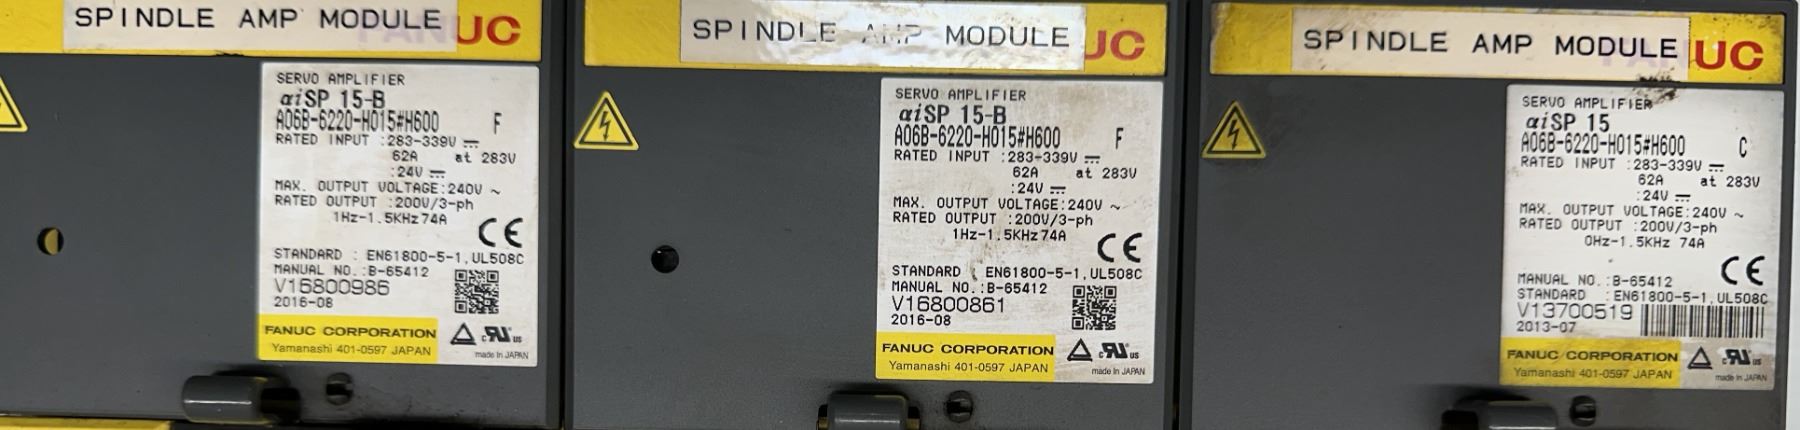 SPINDLE AMP MODULE UC
SERVO AMPLIFIER
αiSP 15-B
A06B-6220-H015#H600 F
RATED INPUT :283-339V
62A at 283V
:24V
MAX. OUTPUT VOLTAGE:240V ~
RATED OUTPUT :200V/3-ph
1Hz-1.5KHz 74A
CE
STANDARD : EN61800-5-1,UL508C
MANUAL NO.:B-65412
V16800986
2016-08
FANUC CORPORATION
Yamanashi 401-0597 JAPAN
c UR us
made in JAPAN
SPINDLE AMP MODULE UC
SERVO AMPLIFIER
αiSP 15-B
A06B-6220-H015#H600 F
RATED INPUT :283-339V
62A at 283V
:24V
MAX. OUTPUT VOLTAGE:240V ~
RATED OUTPUT :200V/3-ph
1Hz-1.5KHz 74A
CE
STANDARD : EN61800-5-1,UL508C
MANUAL NO.:B-65412
V16800861
2016-08
FANUC CORPORATION
Yamanashi 401-0597 JAPAN
c UR us
made in JAPAN
SPINDLE AMP MODULE UC
SERVO AMPLIFIER
αiSP 15
A06B-6220-H015#H600 C
RATED INPUT :283-339V
62A at 283V
:24V
MAX. OUTPUT VOLTAGE:240V ~
RATED OUTPUT :200V/3-ph
0Hz-1.5KHz 74A
CE
MANUAL NO.:B-65412
STANDARD : EN61800-5-1,UL508C
V13700519
2013-07
FANUC CORPORATION
Yamanashi 401-0597 JAPAN
c UR us
made in JAPAN